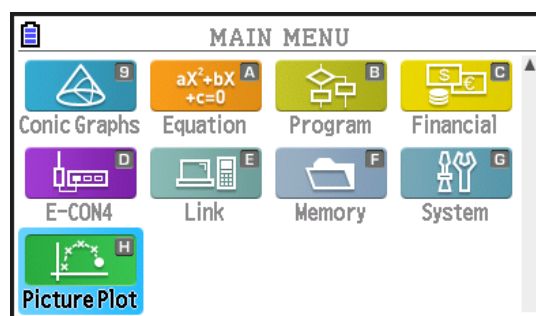 MAIN MENU
9 aX²+bX +c=0 A B $ € C
Conic Graphs Equation Program Financial
D E F G
E-CON4 Link Memory System
H
Picture Plot